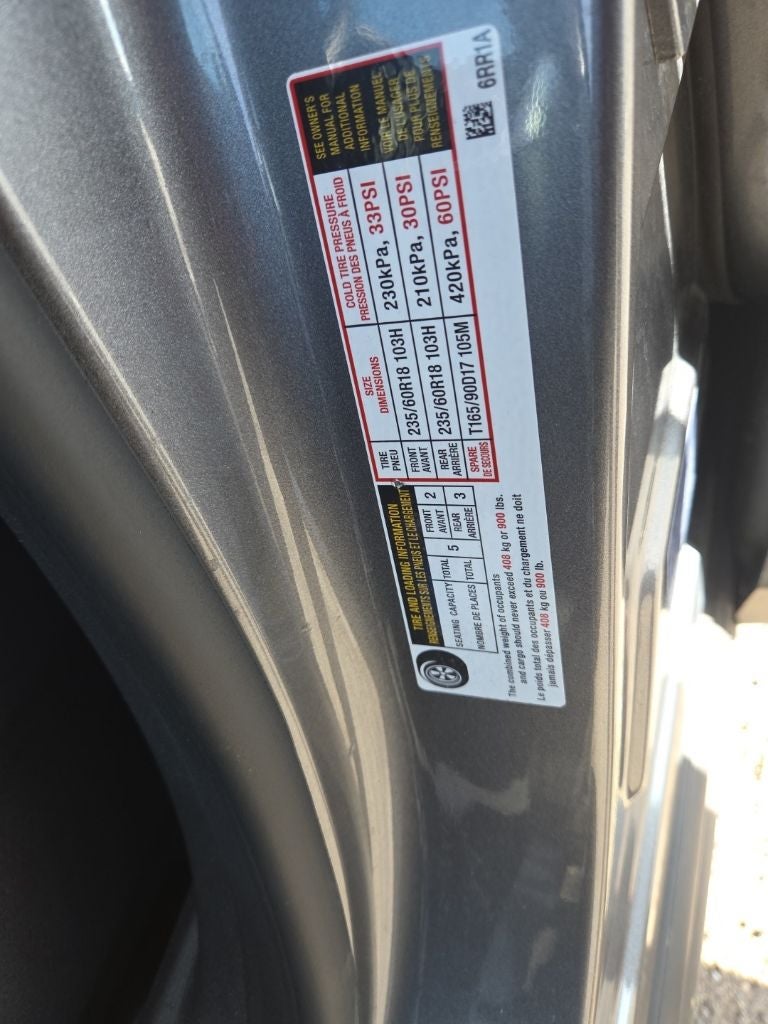 TIRE AND LOADING INFORMATION
RENSEIGNEMENTS SUR LES PNEUS ET LE CHARGEMENT
SEATING CAPACITY TOTAL 5 FRONT AVANT 2 REAR ARRIÈRE 3
NOMBRE DE PLACES TOTAL
The combined weight of occupants
and cargo should never exceed 408 kg or 900 lbs.
Le poids total des occupants et du chargement ne doit
jamais dépasser 408 kg ou 900 lb.
TIRE PNEU SIZE DIMENSIONS COLD TIRE PRESSURE PRESSION DES PNEUS À FROID
FRONT AVANT 235/60R18 103H 230kPa, 33PSI
REAR ARRIÈRE 235/60R18 103H 210kPa, 30PSI
SPARE DE SECOURS T165/90D17 105M 420kPa, 60PSI
SEE OWNER'S
MANUAL FOR
ADDITIONAL
INFORMATION
VOIR LE MANUEL
DE L'USAGER
POUR PLUS DE
RENSEIGNEMENTS
6RR1A